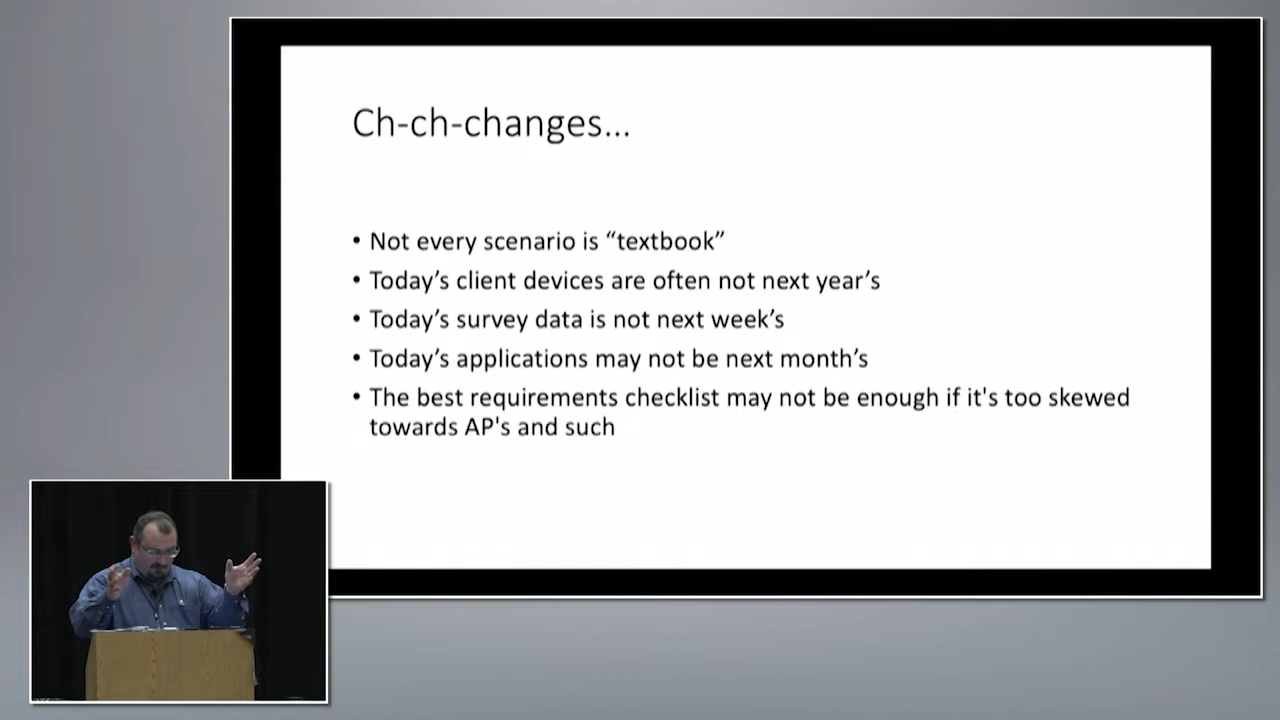 Ch-ch-changes...
• Not every scenario is “textbook”
• Today’s client devices are often not next year’s
• Today’s survey data is not next week’s
• Today’s applications may not be next month’s
• The best requirements checklist may not be enough if it's too skewed
towards AP's and such